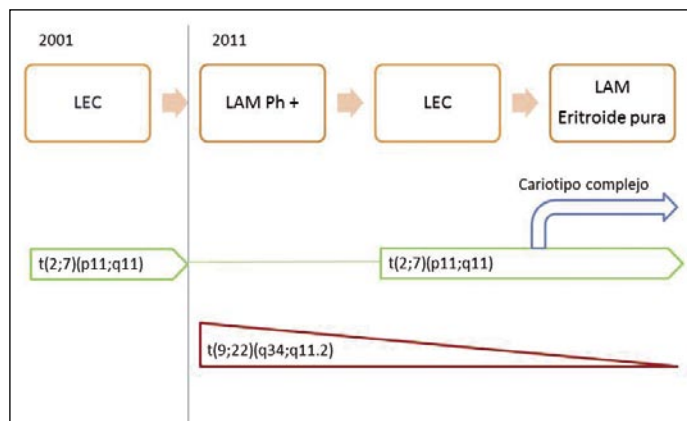 2001
2011
LEC
LAM Ph +
LEC
LAM
Eritroide pura
Cariotipo complejo
t(2;7)(p11;q11)
t(2;7)(p11;q11)
t(9;22)(q34;q11.2)